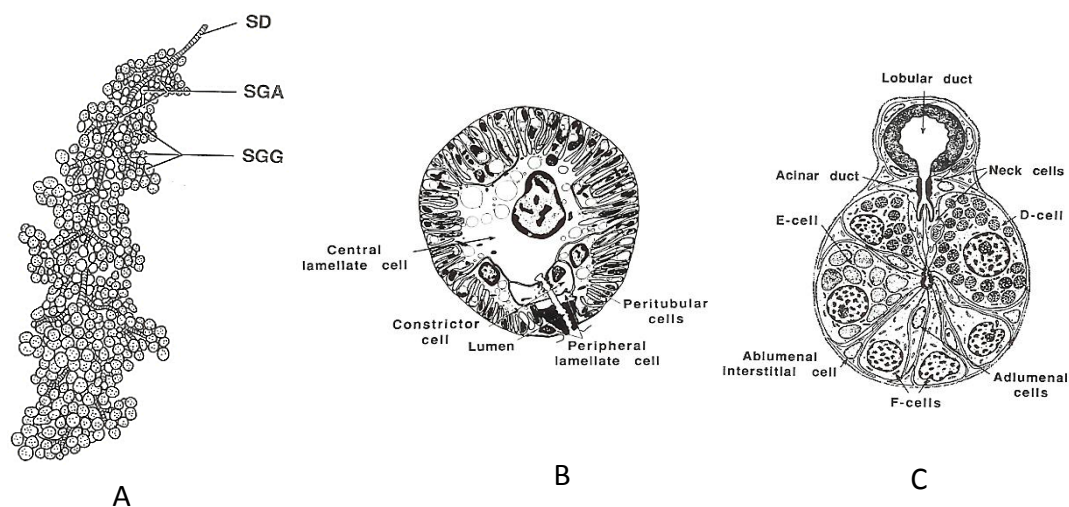 SD
SGA
SGG
A
Central
lamellate cell
Constrictor
cell
Lumen
Peripheral
lamellate cell
Peritubular
cells
B
Lobular duct
Acinar duct
Neck cells
E-cell
D-cell
Ablumenal
interstitial cell
F-cells
Adlumenal
cells
C